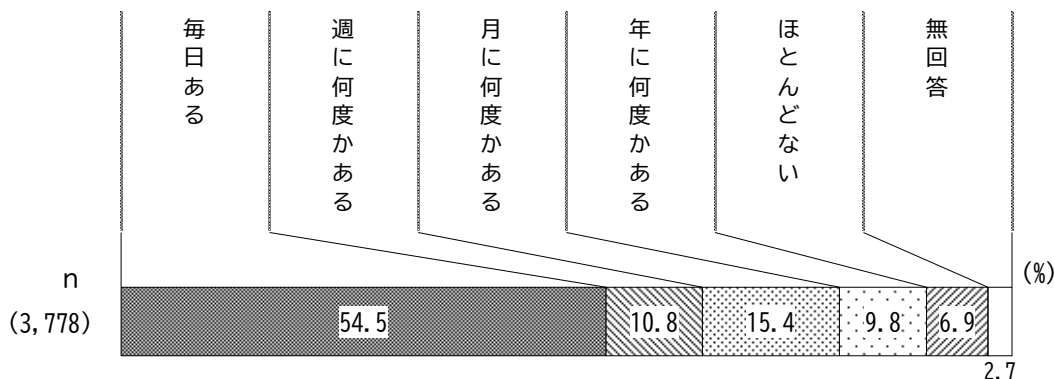 毎日ある
週に何度かある
月に何度かある
年に何度かある
ほとんどない
無回答
(%)
n
(3,778)
54.5
10.8
15.4
9.8
6.9
2.7